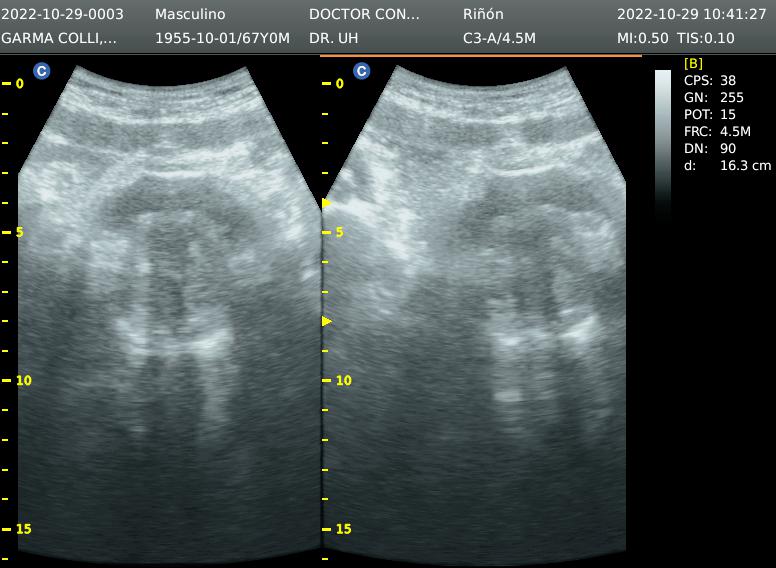 2022-10-29-0003 Masculino DOCTOR CON... Riñón 2022-10-29 10:41:27
GARMA COLLI,... 1955-10-01/67Y0M DR. UH C3-A/4.5M MI:0.50 TIS:0.10
C
C
[B]
CPS: 38
GN: 255
POT: 15
FRC: 4.5M
DN: 90
d: 16.3 cm
0
5
10
15
0
5
10
15